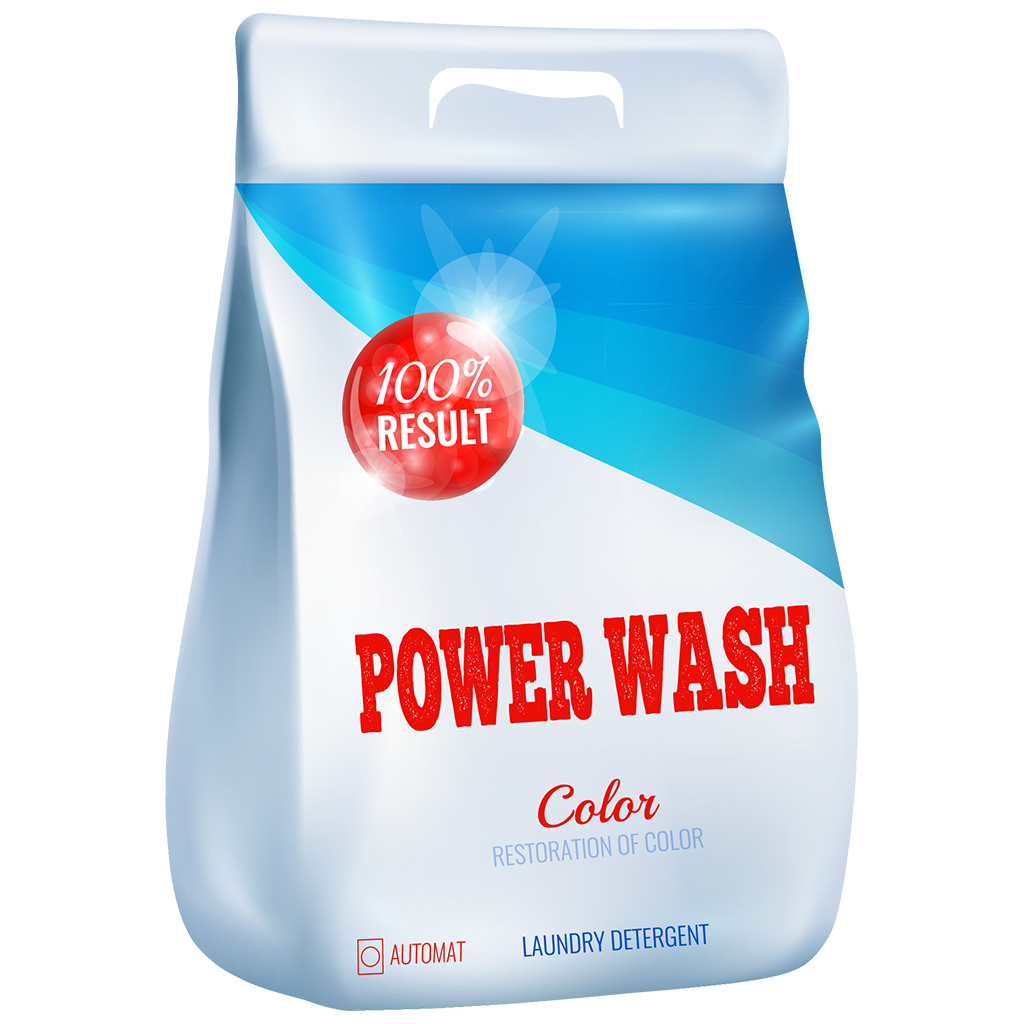 100%
RESULT
POWER WASH
Color
RESTORATION OF COLOR
AUTOMAT
LAUNDRY DETERGENT